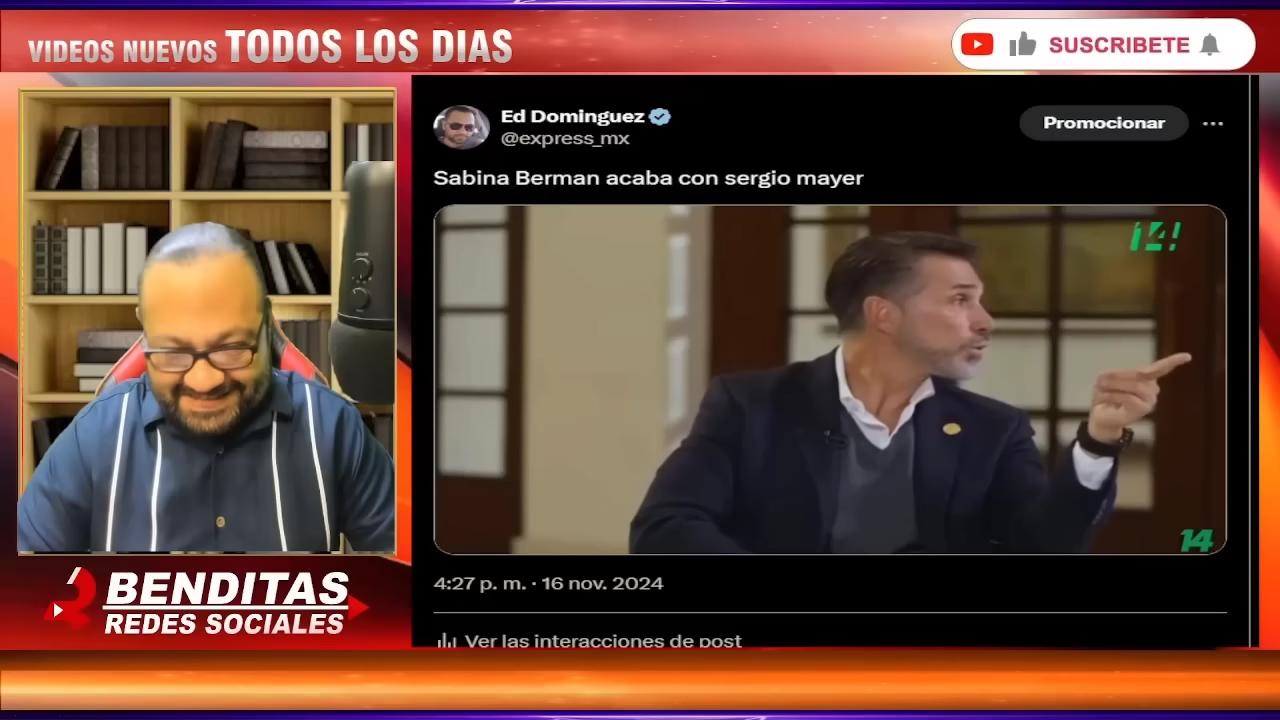 VIDEOS NUEVOS TODOS LOS DIAS
SUSCRIBETE
Ed Dominguez
@express_mx
Promocionar
Sabina Berman acaba con sergio mayer
14!
14
4:27 p. m. · 16 nov. 2024
Ver las interacciones de post
BENDITAS
REDES SOCIALES